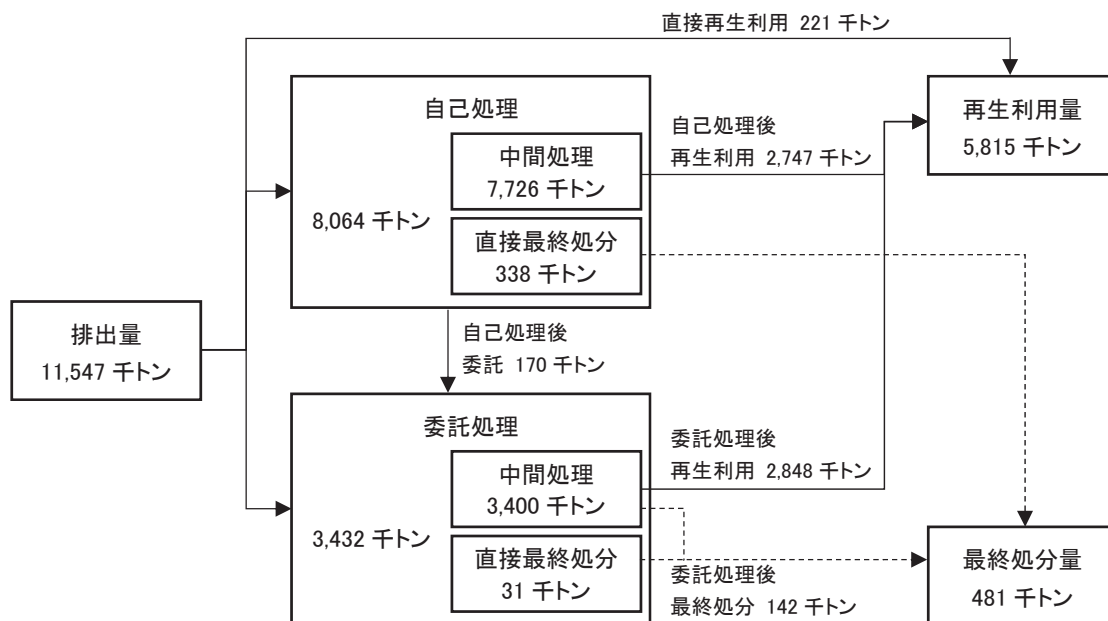 直接再生利用 221 千トン
自己処理
中間処理
7,726 千トン
8,064 千トン
直接最終処分
338 千トン
自己処理後
再生利用 2,747 千トン
再生利用量
5,815 千トン
排出量
11,547 千トン
自己処理後
委託 170 千トン
委託処理
中間処理
3,400 千トン
3,432 千トン
直接最終処分
31 千トン
委託処理後
再生利用 2,848 千トン
委託処理後
最終処分 142 千トン
最終処分量
481 千トン